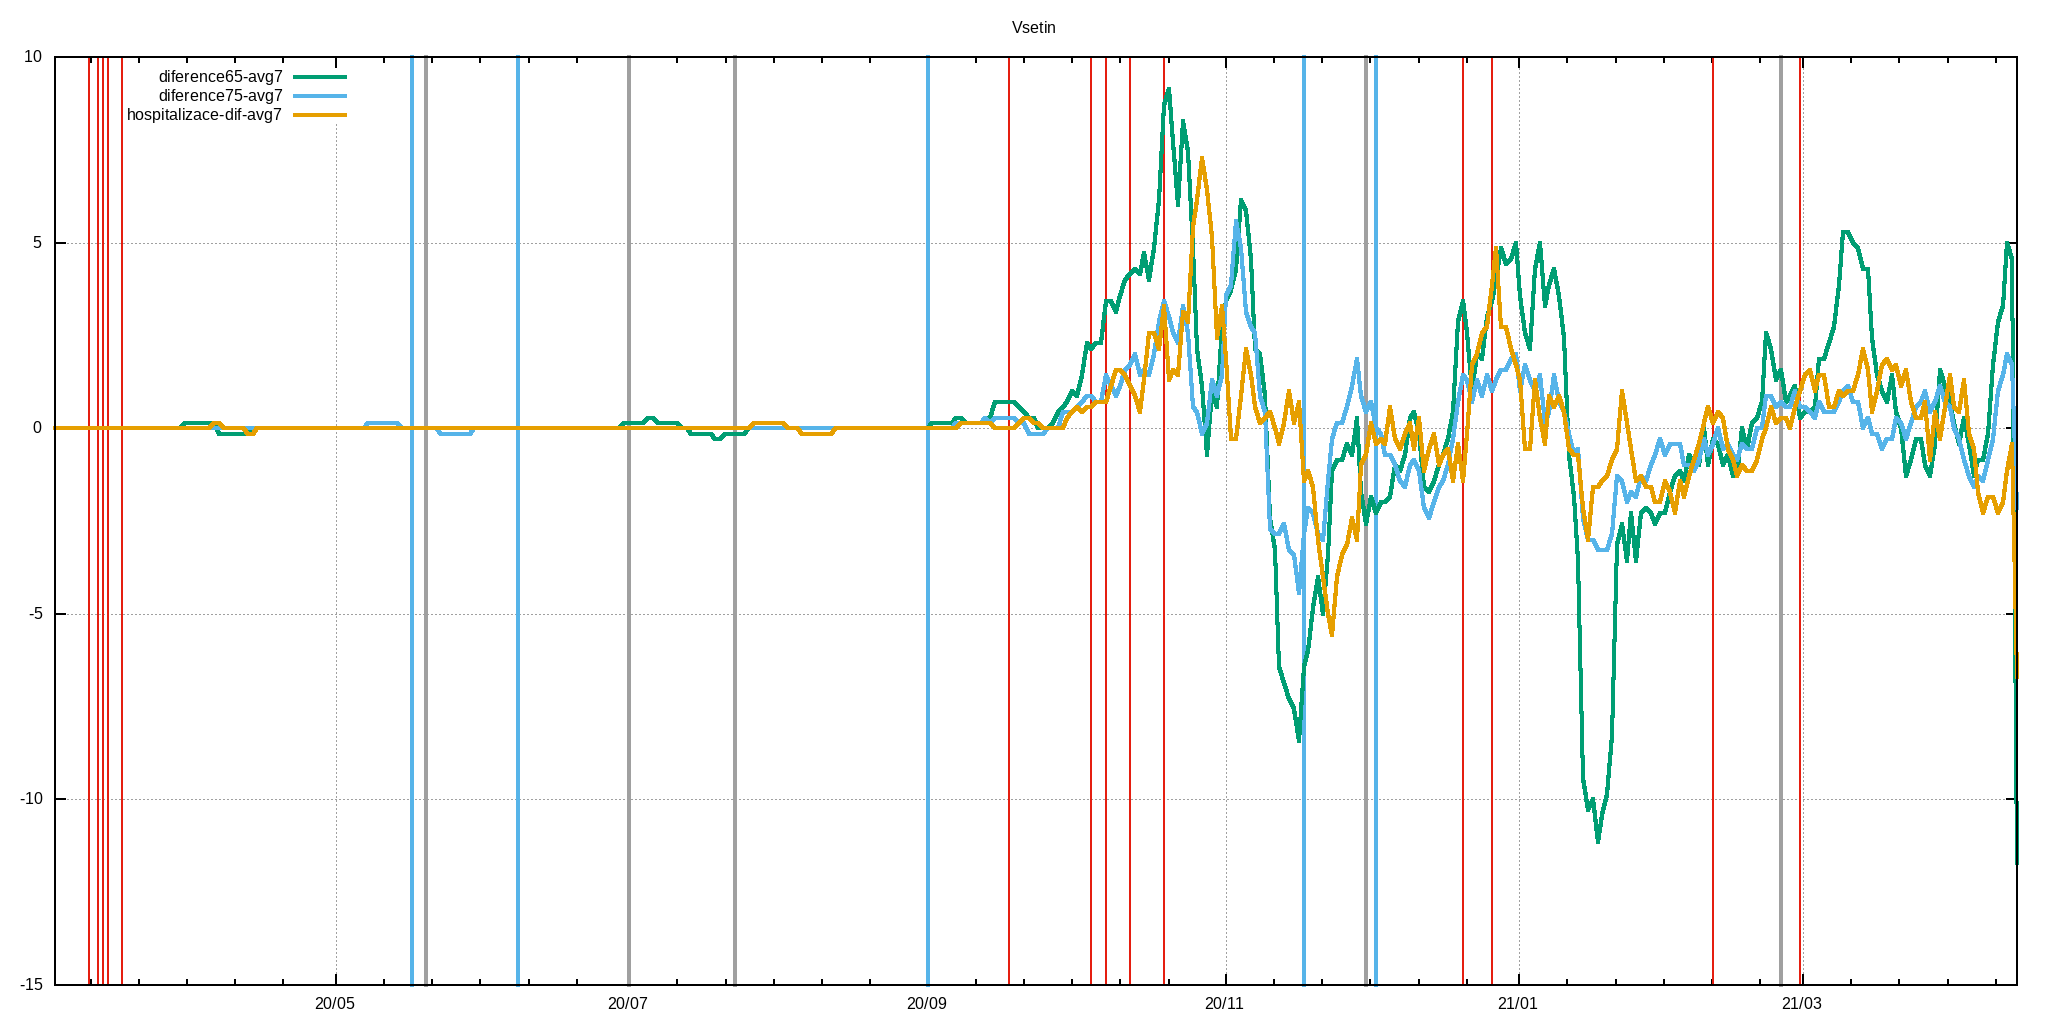 Vsetin
10
diference65-avg7
diference75-avg7
hospitalizace-dif-avg7
5
0
-5
-10
-15
20/05 20/07 20/09 20/11 21/01 21/03